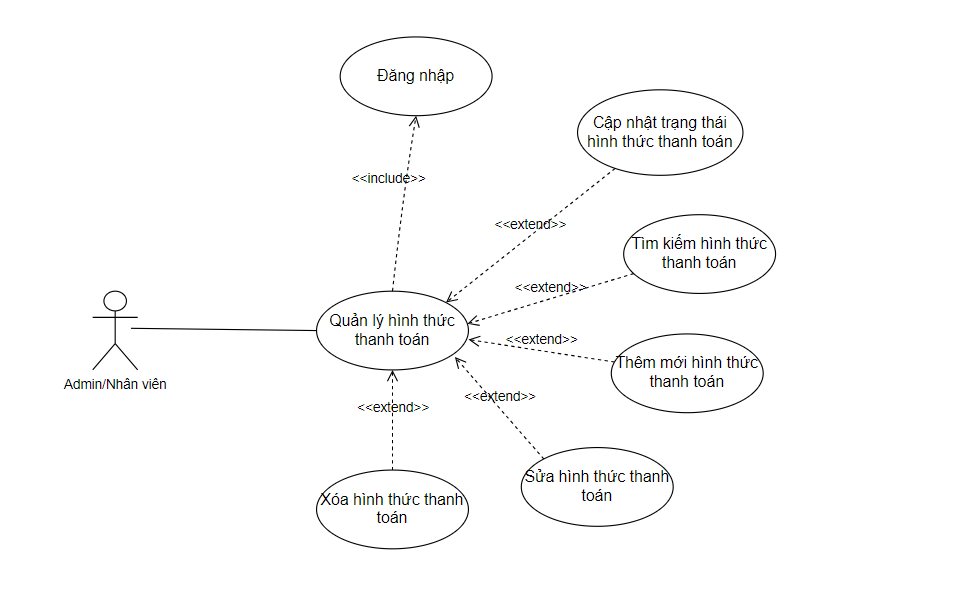 Đăng nhập
Cập nhật trạng thái
hình thức thanh toán
<<include>>
<<extend>>
Tìm kiếm hình thức
thanh toán
<<extend>>
Quản lý hình thức
thanh toán
<<extend>>
Thêm mới hình thức
thanh toán
Admin/Nhân viên
<<extend>>
<<extend>>
Sửa hình thức thanh
toán
Xóa hình thức thanh
toán